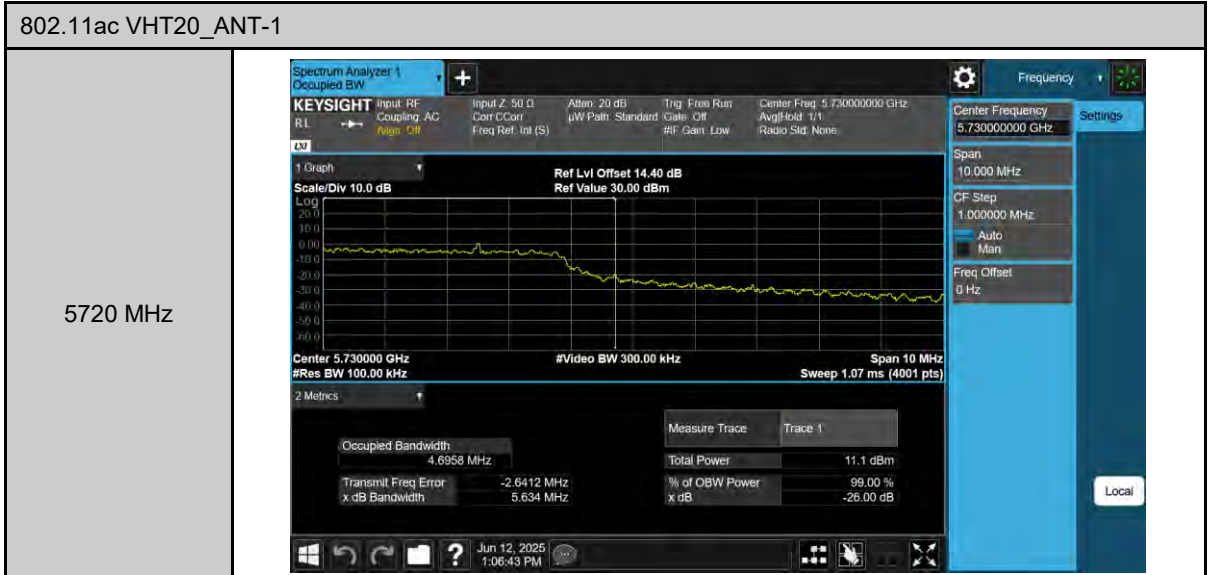 802.11ac VHT20_ANT-1
5720 MHz
Spectrum Analyzer 1
Occupied BW
Frequency
KEYSIGHT Input: RF Input Z: 50 Ω Atten: 20 dB Trig: Free Run Center Freq: 5.730000000 GHz
RL Coupling: AC Corr CCorr µW Path: Standard Gate: Off Avg|Hold: 1/1
Align: Off Freq Ref: Int (S) #IF Gain: Low Radio Std: None
LXI
Center Frequency Settings
5.730000000 GHz
Span
10.000 MHz
CF Step
1.000000 MHz
Auto
Man
Freq Offset
0 Hz
Local
1 Graph Ref Lvl Offset 14.40 dB
Scale/Div 10.0 dB Ref Value 30.00 dBm
Log
20.0
10.0
0.00
-10.0
-20.0
-30.0
-40.0
-50.0
-60.0
Center 5.730000 GHz #Video BW 300.00 kHz Span 10 MHz
#Res BW 100.00 kHz Sweep 1.07 ms (4001 pts)
2 Metrics
Measure Trace Trace 1
Occupied Bandwidth
4.6958 MHz Total Power 11.1 dBm
Transmit Freq Error -2.6412 MHz % of OBW Power 99.00 %
x dB Bandwidth 5.634 MHz x dB -26.00 dB
Jun 12, 2025
1:06:43 PM